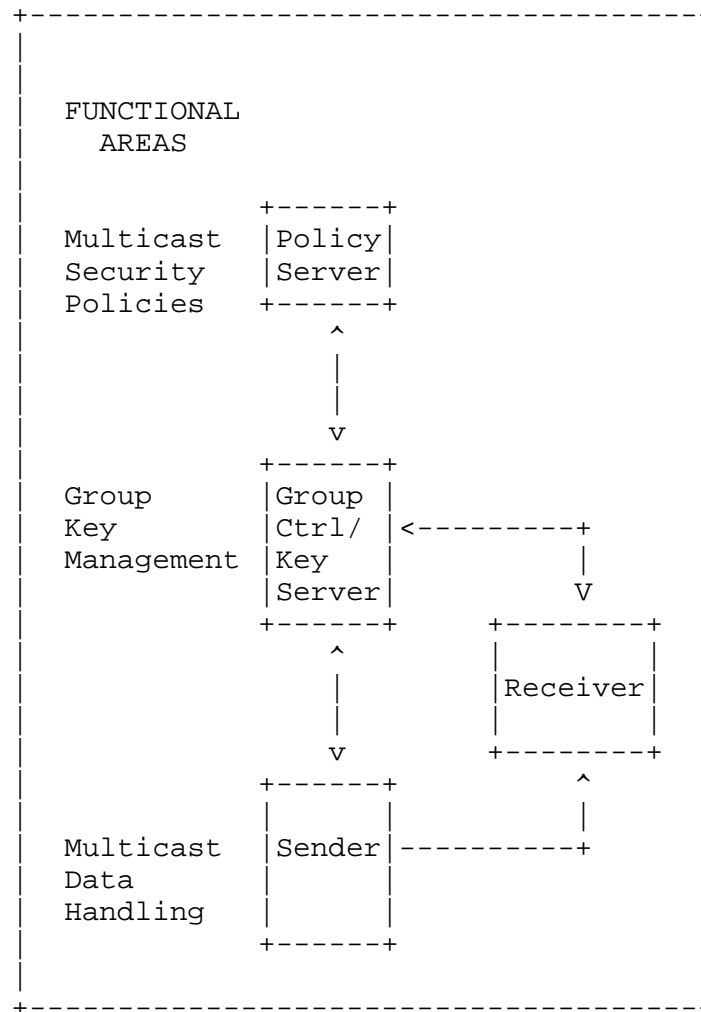 FUNCTIONAL
AREAS
Multicast
Security
Policies
Policy
Server
Group
Key
Management
Group
Ctrl/
Key
Server
Receiver
Multicast
Data
Handling
Sender